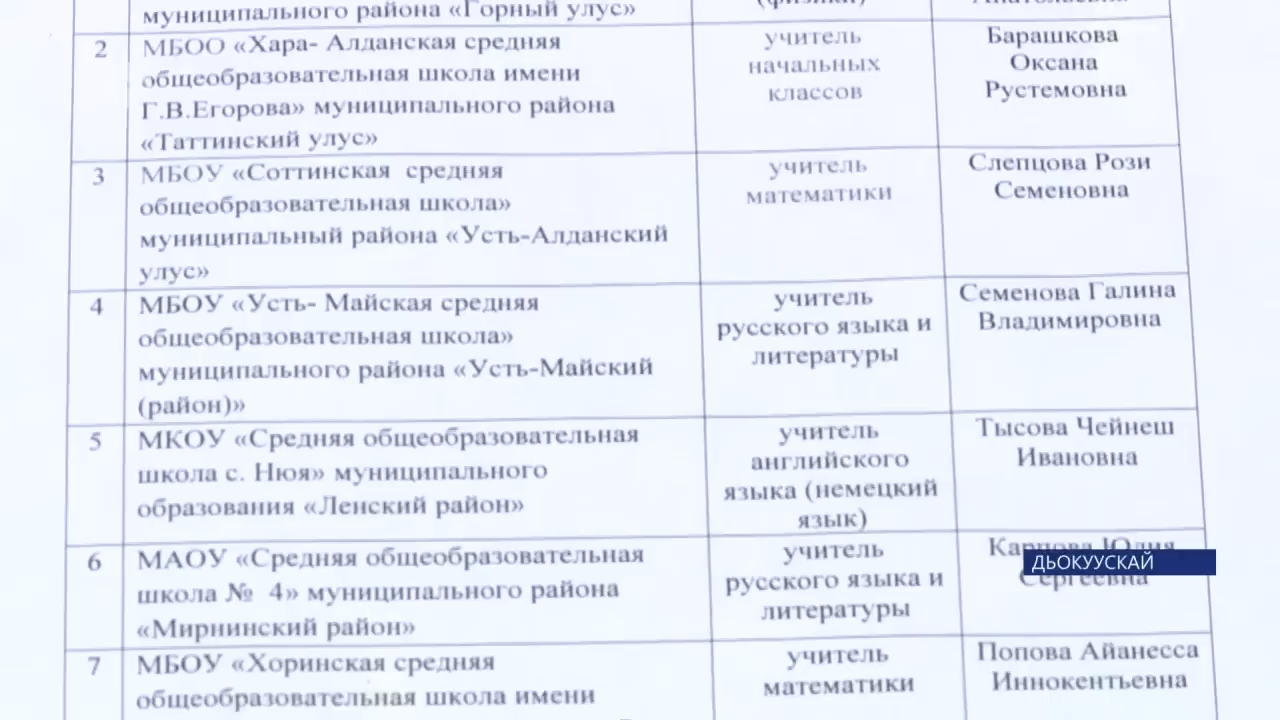 муниципального района «Горный улус»
(физики)
2
МБОО «Хара- Алданская средняя
общеобразовательная школа имени
Г.В.Егорова» муниципального района
«Таттинский улус»
учитель
начальных
классов
Барашкова
Оксана
Рустемовна
3
МБОУ «Соттинская средняя
общеобразовательная школа»
муниципальный района «Усть-Алданский
улус»
учитель
математики
Слепцова Рози
Семеновна
4
МБОУ «Усть- Майская средняя
общеобразовательная школа»
муниципального района «Усть-Майский
(район)»
учитель
русского языка и
литературы
Семенова Галина
Владимировна
5
МКОУ «Средняя общеобразовательная
школа с. Нюя» муниципального
образования «Ленский район»
учитель
английского
языка (немецкий
язык)
Тысова Чейнеш
Ивановна
6
МАОУ «Средняя общеобразовательная
школа № 4» муниципального района
«Мирнинский район»
учитель
русского языка и
литературы
Юлия
Сергеевна
ДЬОКУУСКАЙ
7
МБОУ «Хоринская средняя
общеобразовательная школа имени
учитель
математики
Попова Айанесса
Иннокентьевна